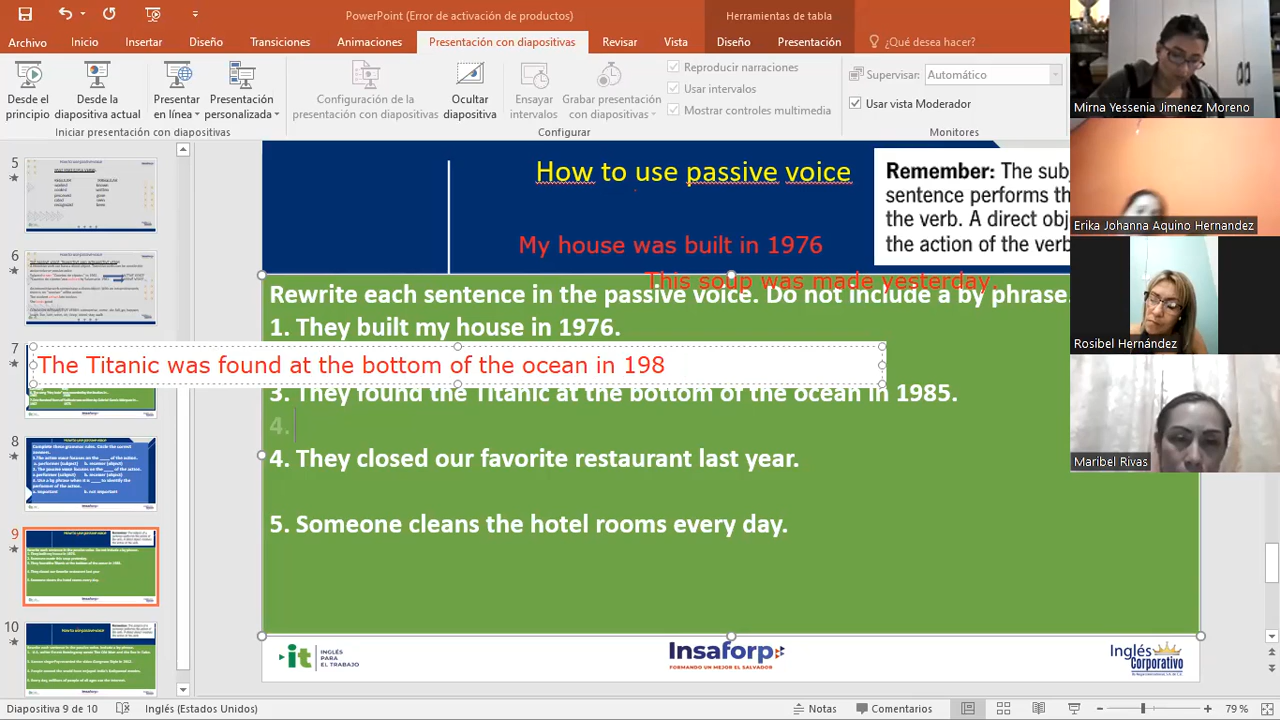 PowerPoint (Error de activación de productos)
Herramientas de tabla
Archivo
Inicio
Insertar
Diseño
Transiciones
Animaciones
Presentación con diapositivas
Revisar
Vista
Diseño
Presentación
¿Qué desea hacer?
Desde el principio
Desde la diapositiva actual
Presentar en línea
Presentación personalizada
Configuración de la presentación con diapositivas
Ocultar diapositiva
Ensayar intervalos
Grabar presentación con diapositivas
Reproducir narraciones
Usar intervalos
Mostrar controles multimedia
Supervisar:
Automático
Usar vista Moderador
Iniciar presentación con diapositivas
Configurar
Monitores
5
6
7
8
9
10
How to use passive voice
Remember: The sub
sentence performs th
the verb. A direct obj
the action of the verb
My house was built in 1976
This soup was made yesterday.
Rewrite each sentence in the passive voice. Do not include a by phrase.
1. They built my house in 1976.
The Titanic was found at the bottom of the ocean in 198
3. They found the Titanic at the bottom of the ocean in 1985.
4.
4. They closed our favorite restaurant last year.
5. Someone cleans the hotel rooms every day.
it
INGLÉS
PARA
EL TRABAJO
Insaforp
FORMANDO UN MEJOR EL SALVADOR
Inglés
Corporativo
Mirna Yessenia Jimenez Moreno
Erika Johanna Aquino Hernandez
Rosibel Hernández
Maribel Rivas
Diapositiva 9 de 10
Inglés (Estados Unidos)
Notas
Comentarios
79 %